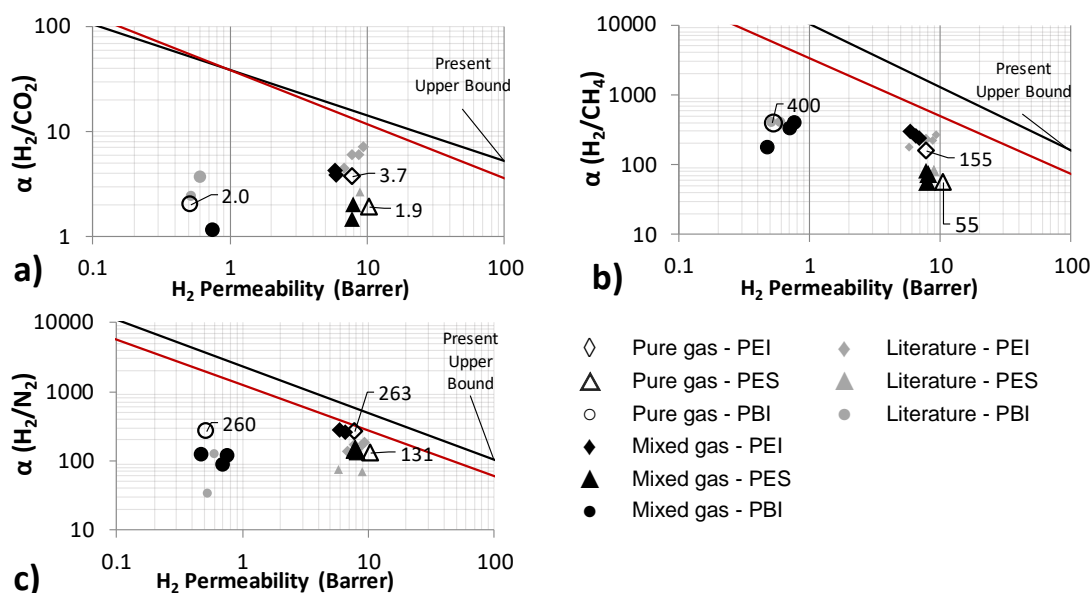 100
10
1
α (H₂/CO₂)
Present
Upper Bound
3.7
2.0
1.9
0.1
1
10
100
H₂ Permeability (Barrer)
a)
10000
1000
100
10
α (H₂/CH₄)
Present
Upper Bound
400
155
55
0.1
1
10
100
H₂ Permeability (Barrer)
b)
10000
1000
100
10
α (H₂/N₂)
Present
Upper
Bound
263
260
131
0.1
1
10
100
H₂ Permeability (Barrer)
c)
Pure gas - PEI
Pure gas - PES
Pure gas - PBI
Mixed gas - PEI
Mixed gas - PES
Mixed gas - PBI
Literature - PEI
Literature - PES
Literature - PBI